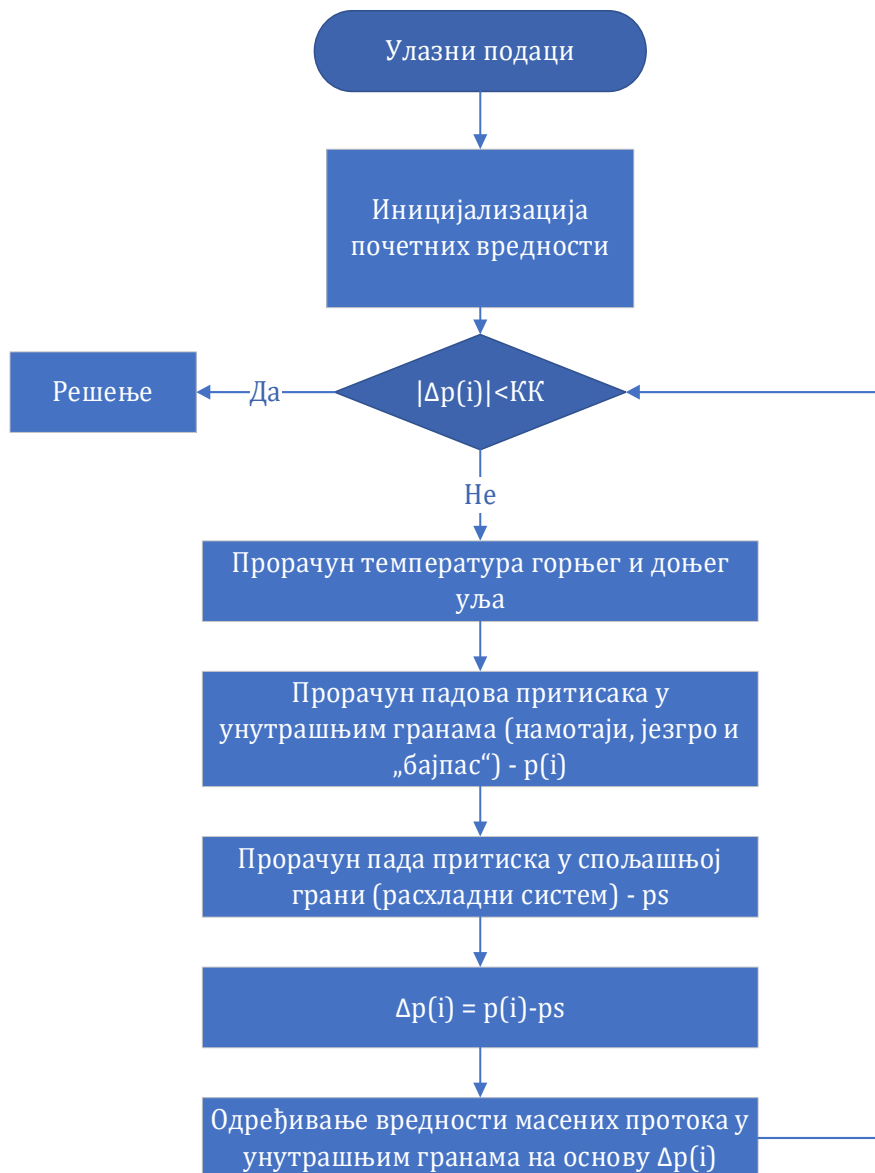 Улазни подаци
Иницијализација
почетних вредности
|Δp(i)|<КК
Да
Решење
Не
Прорачун температура горњег и доњег
уља
Прорачун падова притисака у
унутрашњим гранама (намотаји, језгро и
„бајпас“) - p(i)
Прорачун пада притиска у спољашњој
грани (расхладни систем) - ps
Δp(i) = p(i)-ps
Одређивање вредности масених протока у
унутрашњим гранама на основу Δp(i)